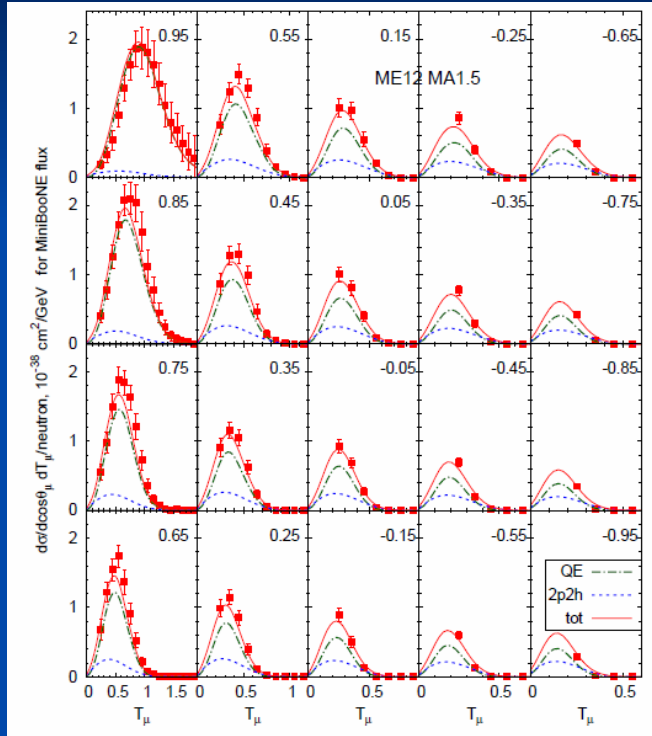 dσ/dcosθμ dTμ/neutron, 10⁻³⁸ cm²/GeV for MiniBooNE flux
2 0.95 0.55 0.15 -0.25 -0.65
ME12 MA1.5
1
0
2 0.85 0.45 0.05 -0.35 -0.75
1
0
2 0.75 0.35 -0.05 -0.45 -0.85
1
0
2 0.65 0.25 -0.15 -0.55 -0.95
QE
2p2h
tot
1
0
0 0.5 1 1.5 0 1 0 0.5 0 0.5 0 0.5
Tμ Tμ Tμ Tμ Tμ